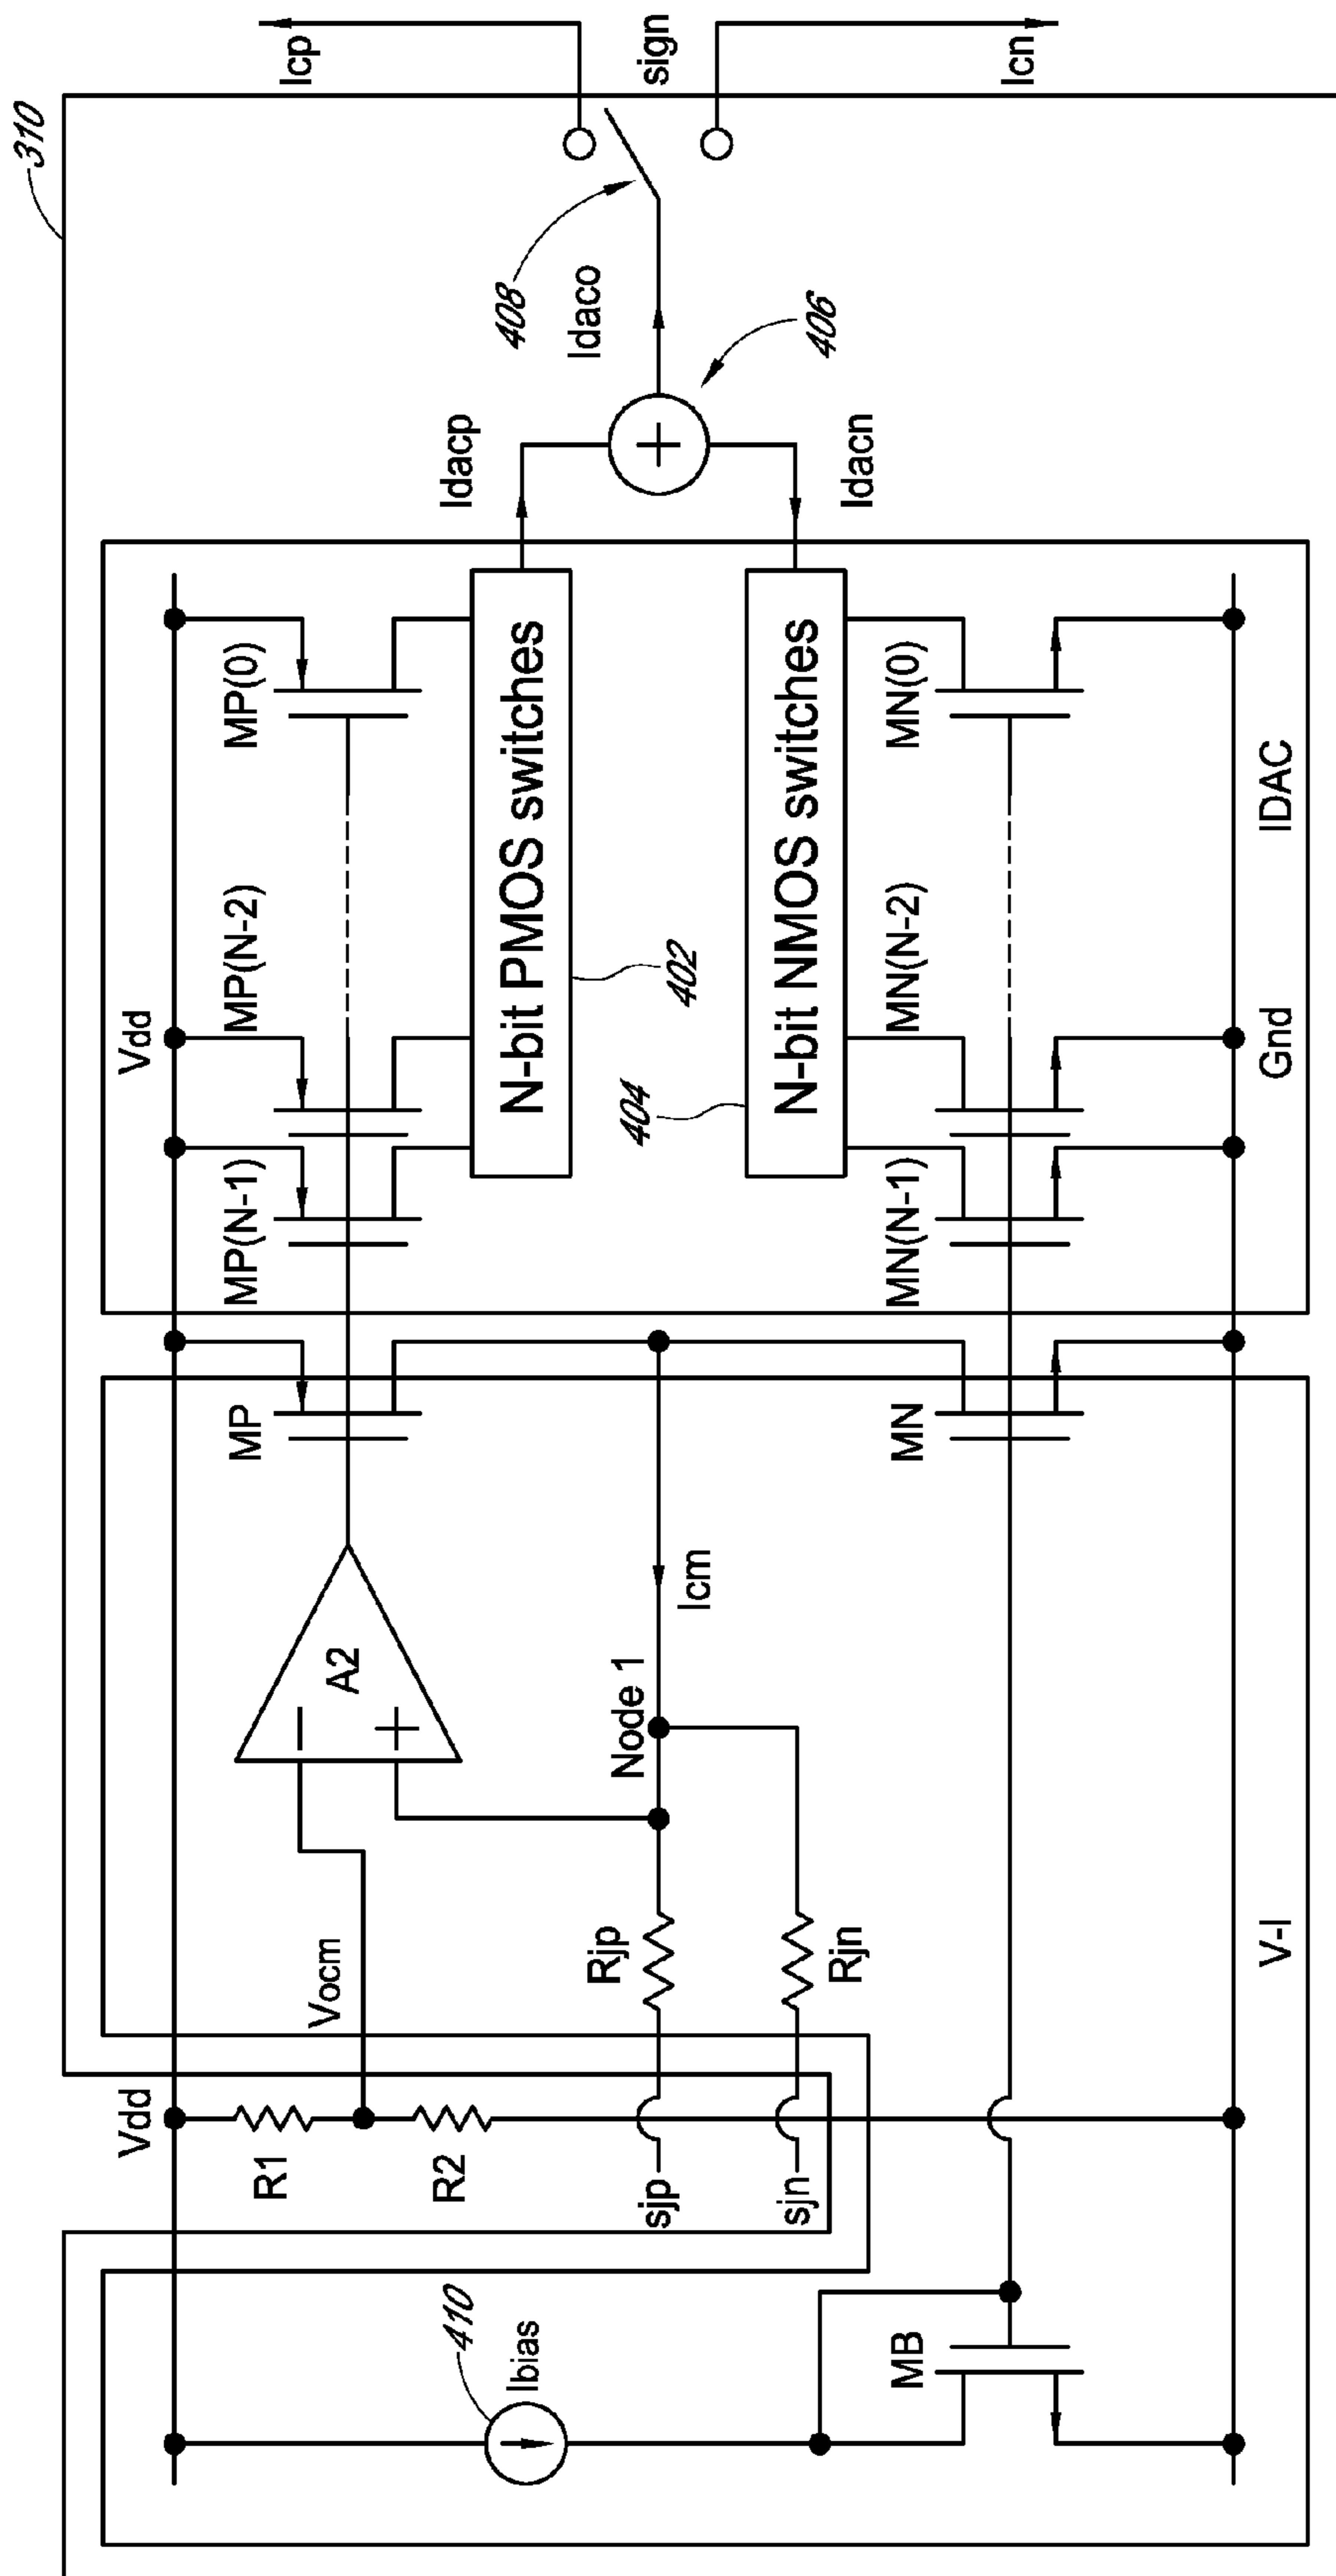 310
Icp
sign
Icn
408
Idaco
406
Idacp
Idacn
Vdd
MP(N-1)
MP(N-2)
MP(0)
N-bit PMOS switches
402
404
N-bit NMOS switches
MN(N-1)
MN(N-2)
MN(0)
Gnd
IDAC
MP
MN
A2
−
+
+
Icm
Node 1
Vocm
Rjp
Rjn
V-I
Vdd
R1
R2
sjp
sjn
410
Ibias
MB